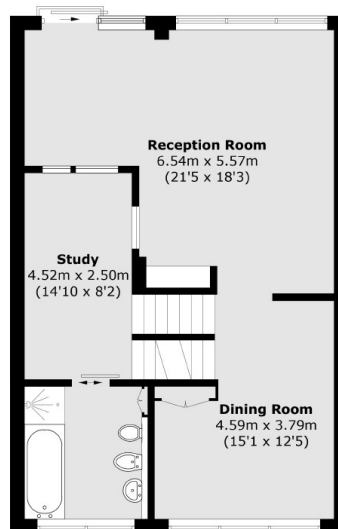 Reception Room
6.54m x 5.57m
(21'5 x 18'3)
Study
4.52m x 2.50m
(14'10 x 8'2)
Dining Room
4.59m x 3.79m
(15'1 x 12'5)